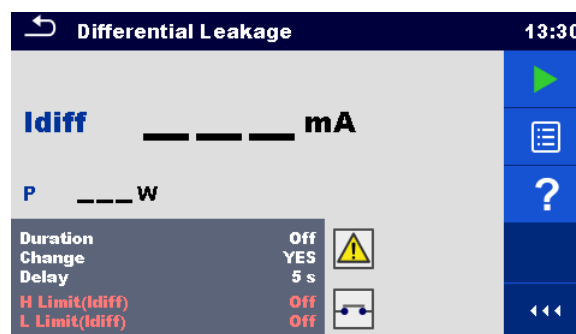 Differential Leakage 13:30
Idiff _ _ _ mA
P _ _ _ W
?
Duration Off
Change YES
Delay 5 s
H Limit(Idiff) Off
L Limit(Idiff) Off